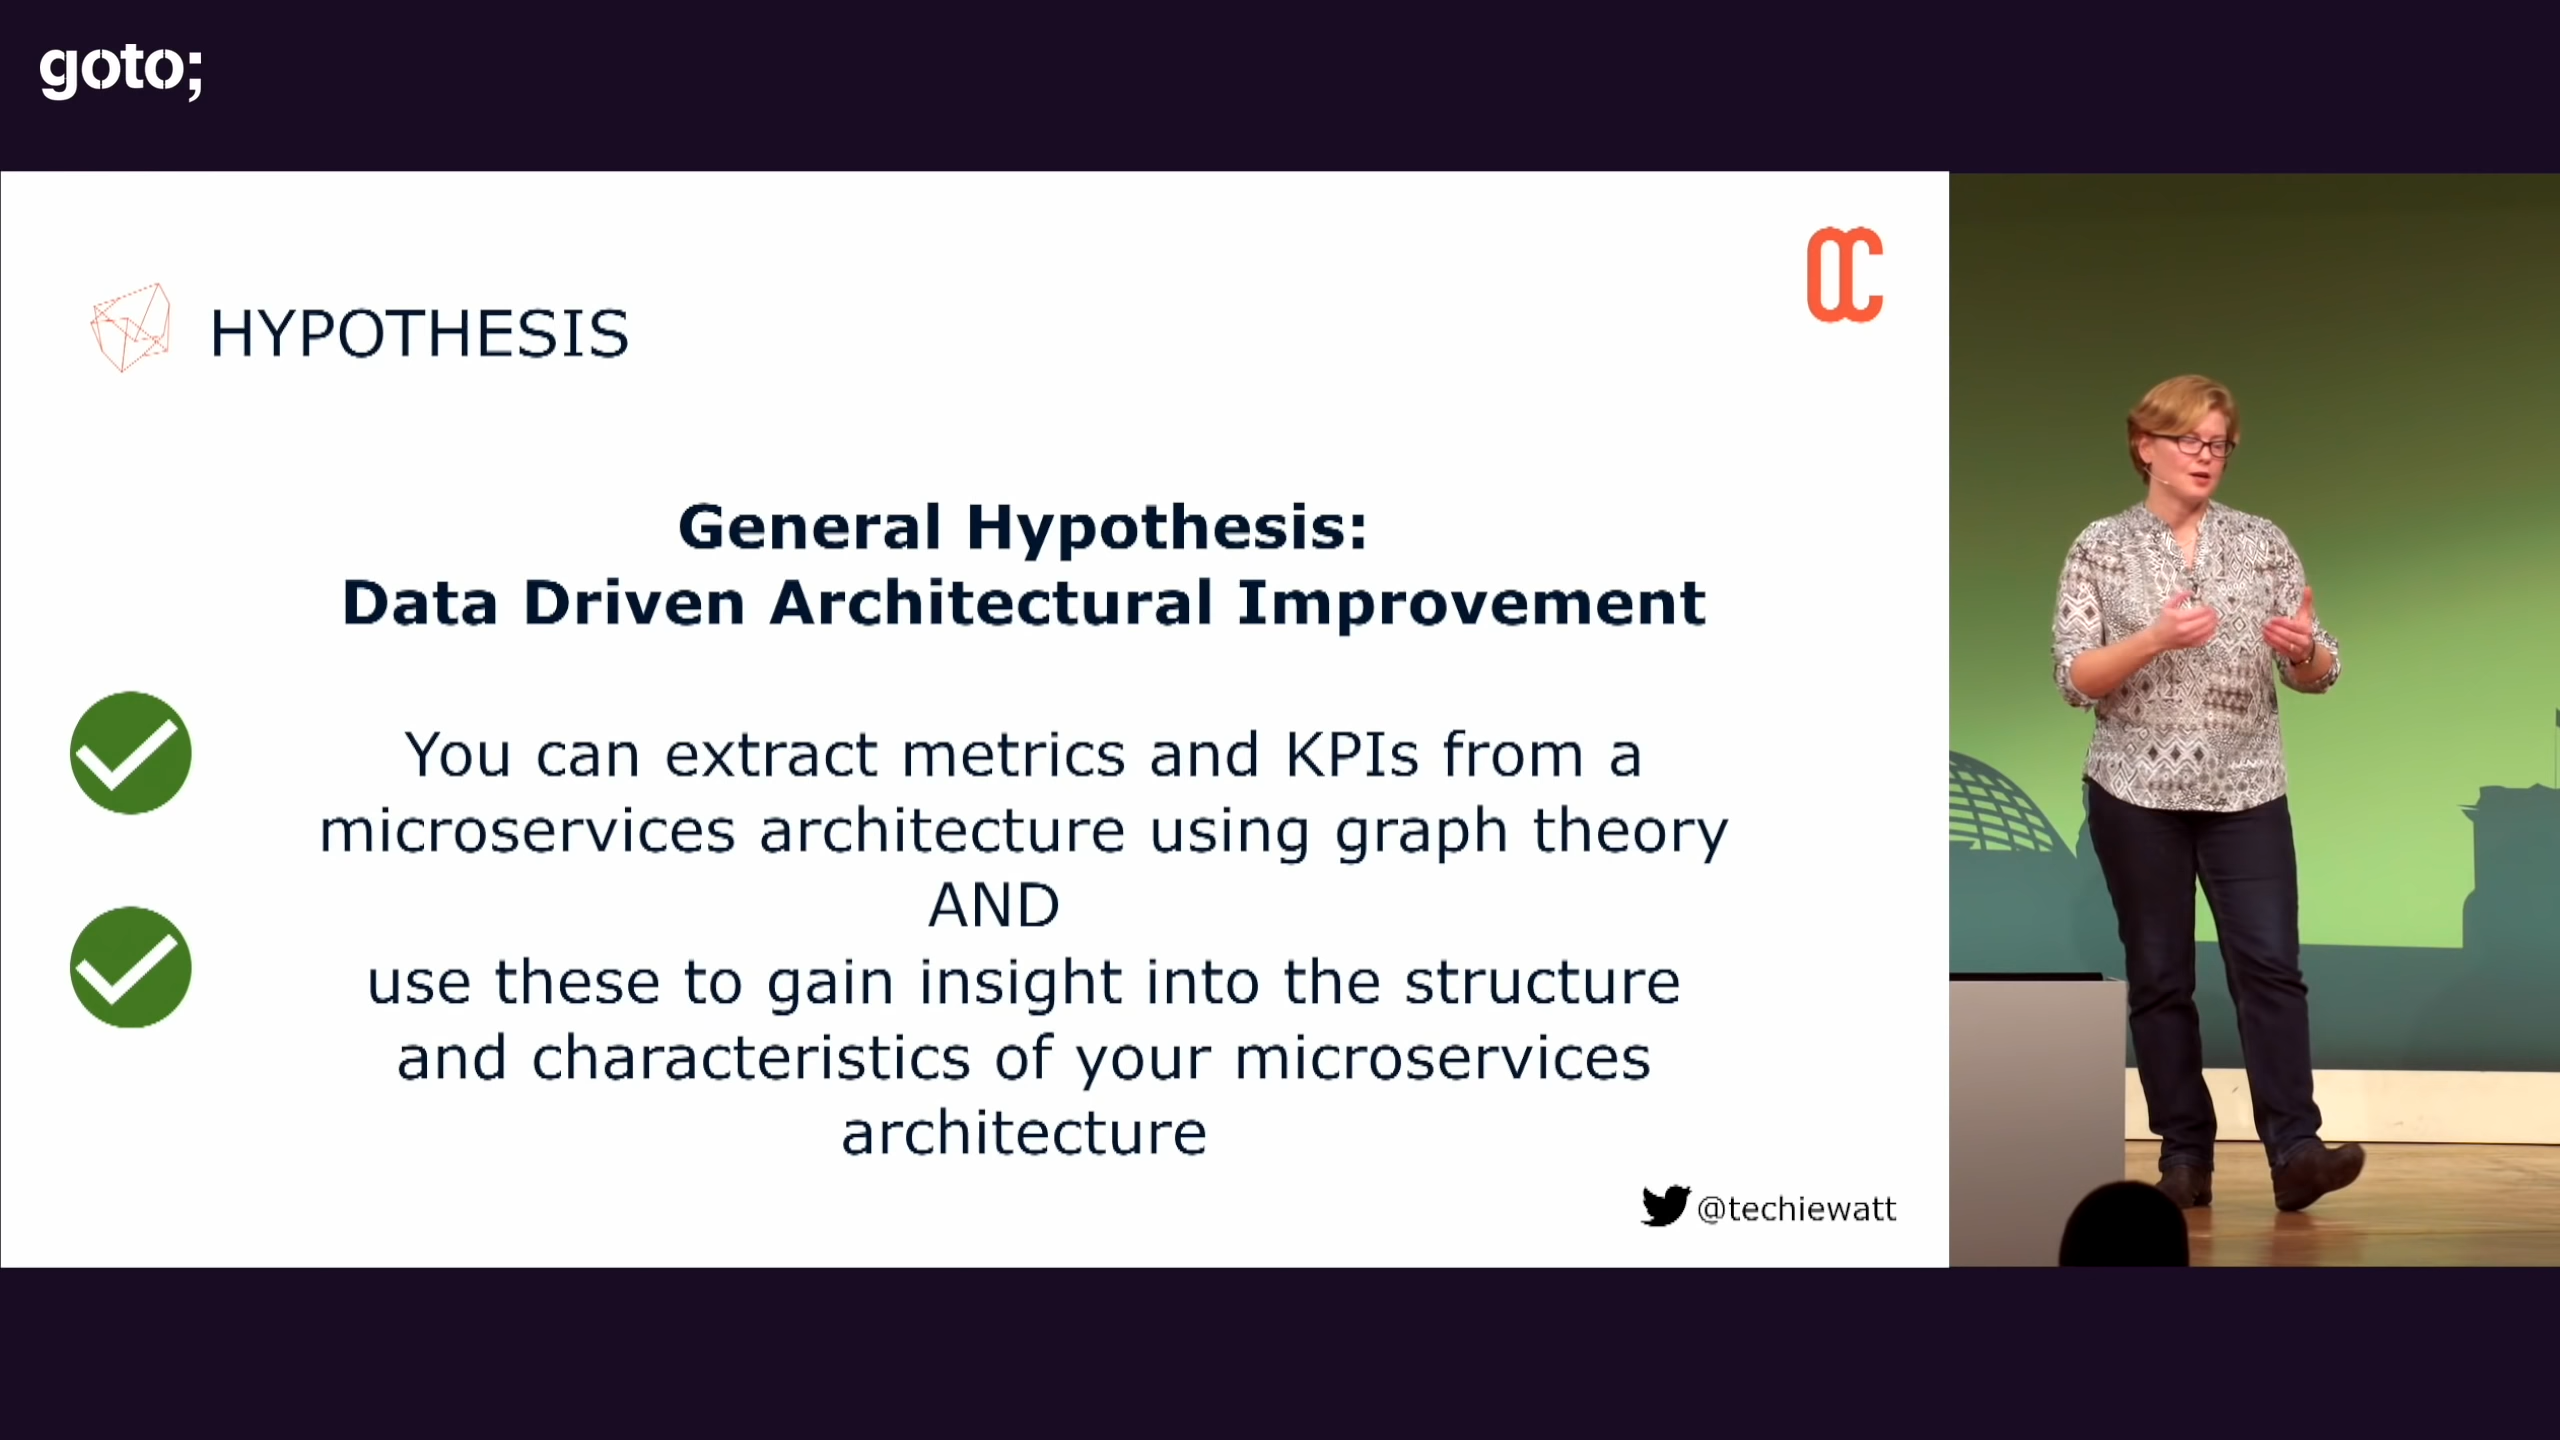 goto;
HYPOTHESIS
General Hypothesis:
Data Driven Architectural Improvement
You can extract metrics and KPIs from a
microservices architecture using graph theory
AND
use these to gain insight into the structure
and characteristics of your microservices
architecture
@techiewatt